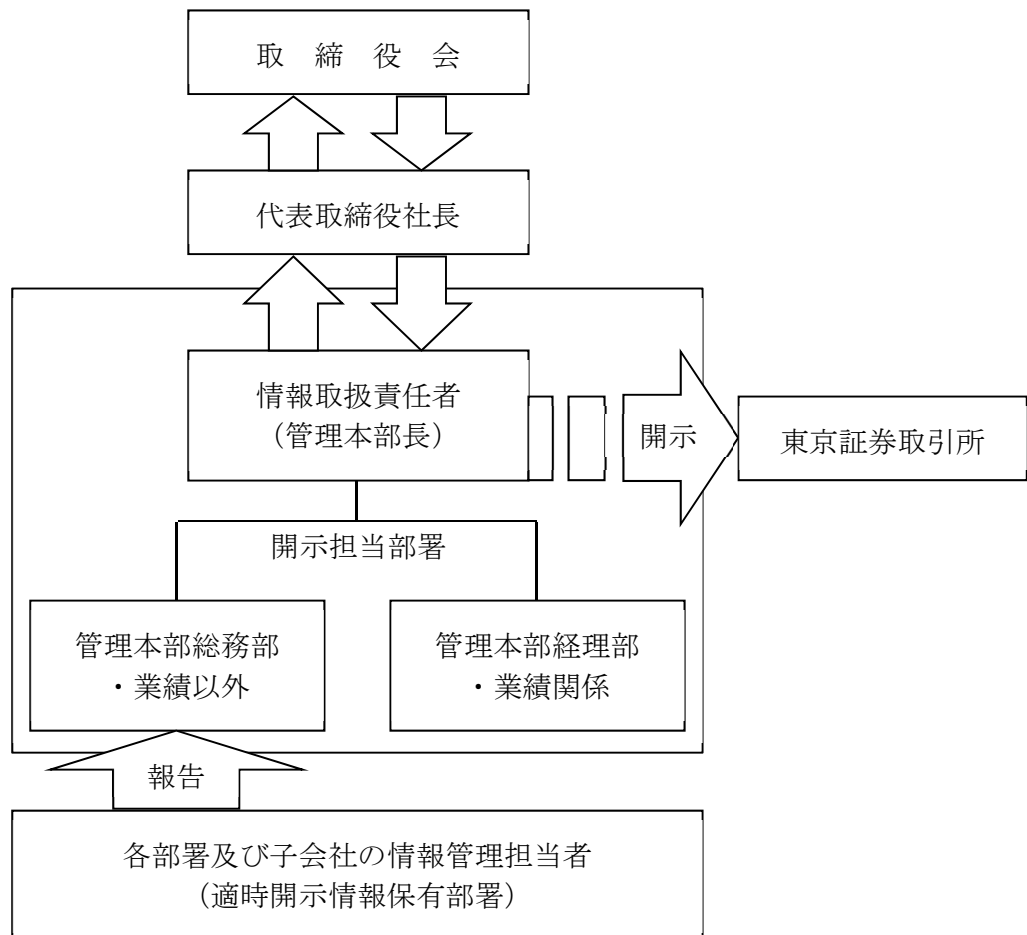 取　締　役　会
代表取締役社長
情報取扱責任者
（管理本部長）
開示
東京証券取引所
開示担当部署
管理本部総務部
・業績以外
管理本部経理部
・業績関係
報告
各部署及び子会社の情報管理担当者
（適時開示情報保有部署）